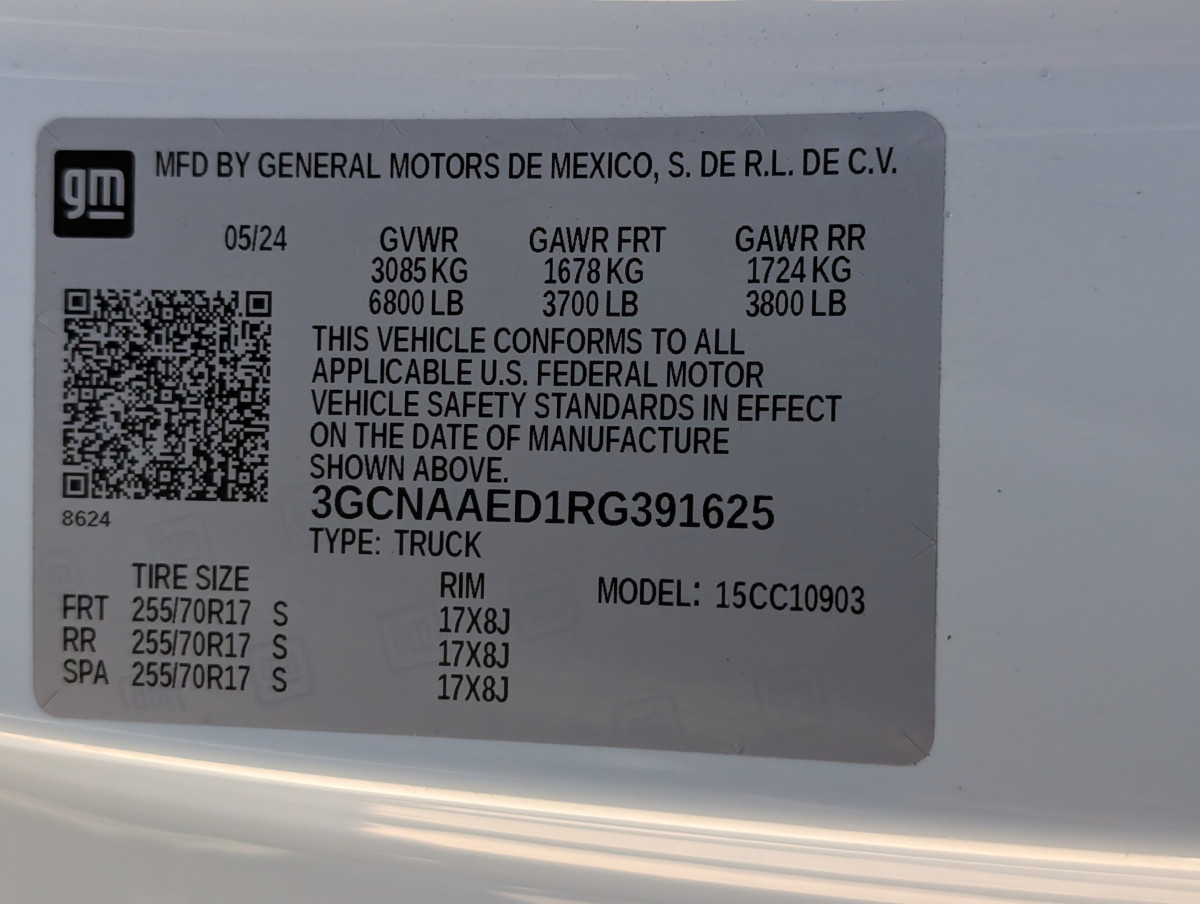 gm
MFD BY GENERAL MOTORS DE MEXICO, S. DE R.L. DE C.V.
05/24 GVWR GAWR FRT GAWR RR
3085 KG 1678 KG 1724 KG
6800 LB 3700 LB 3800 LB
THIS VEHICLE CONFORMS TO ALL
APPLICABLE U.S. FEDERAL MOTOR
VEHICLE SAFETY STANDARDS IN EFFECT
ON THE DATE OF MANUFACTURE
SHOWN ABOVE.
3GCNAAED1RG391625
8624
TYPE: TRUCK
TIRE SIZE RIM MODEL: 15CC10903
FRT 255/70R17 S 17X8J
RR 255/70R17 S 17X8J
SPA 255/70R17 S 17X8J